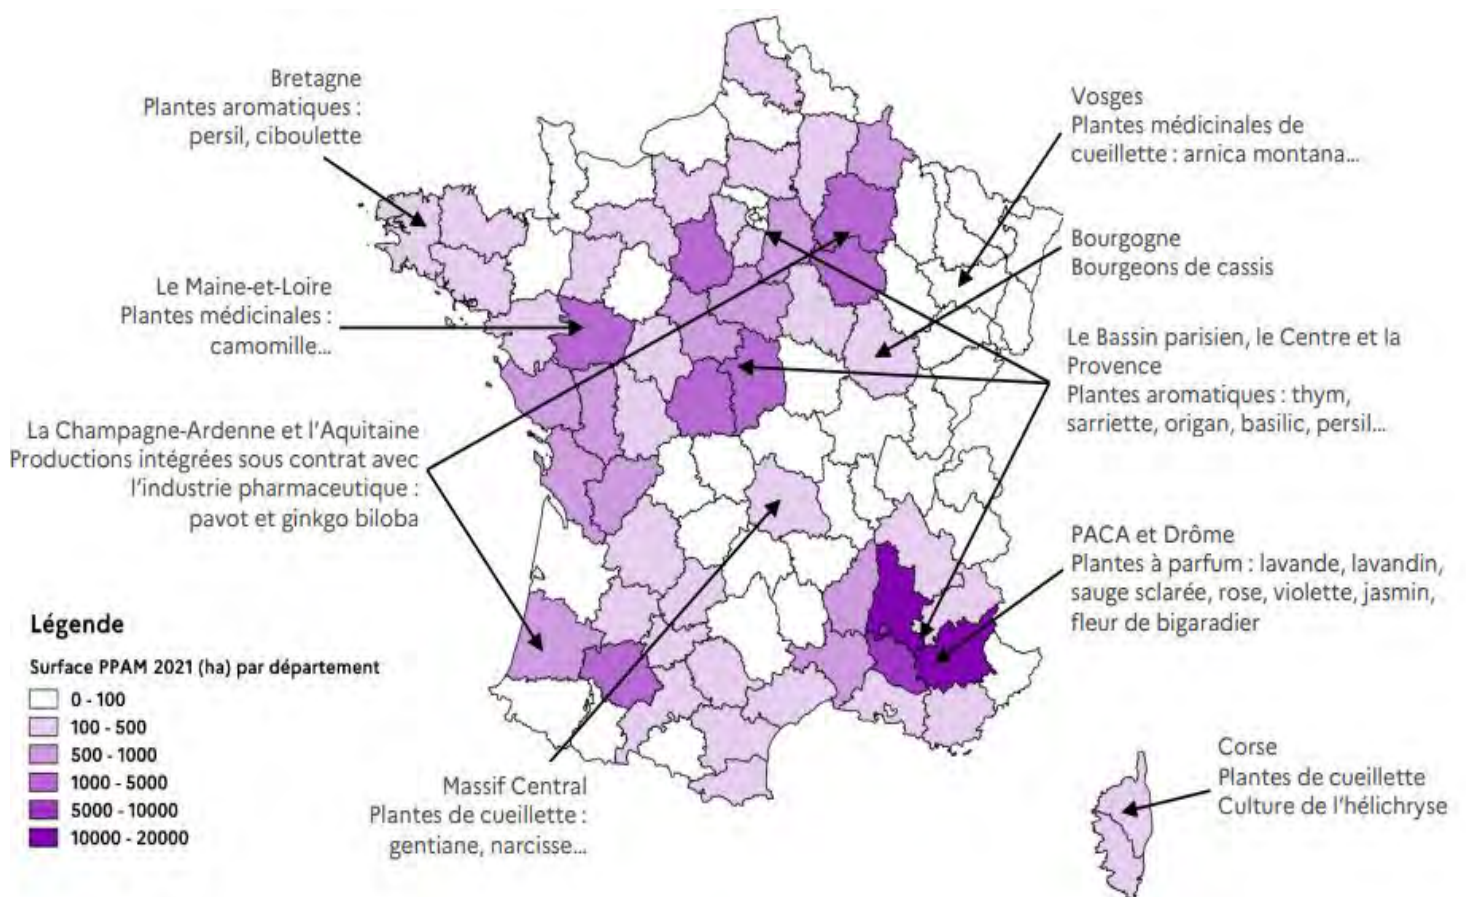 Bretagne
Plantes aromatiques :
persil, ciboulette
Vosges
Plantes médicinales de
cueillette : arnica montana...
Bourgogne
Bourgeons de cassis
Le Maine-et-Loire
Plantes médicinales :
camomille...
Le Bassin parisien, le Centre et la
Provence
Plantes aromatiques : thym,
sarriette, origan, basilic, persil...
La Champagne-Ardenne et l'Aquitaine
Productions intégrées sous contrat avec
l'industrie pharmaceutique :
pavot et ginkgo biloba
PACA et Drôme
Plantes à parfum : lavande, lavandin,
sauge sclarée, rose, violette, jasmin,
fleur de bigaradier
Légende
Surface PPAM 2021 (ha) par département
0 - 100
100 - 500
500 - 1000
1000 - 5000
5000 - 10000
10000 - 20000
Massif Central
Plantes de cueillette :
gentiane, narcisse...
Corse
Plantes de cueillette
Culture de l'hélichryse